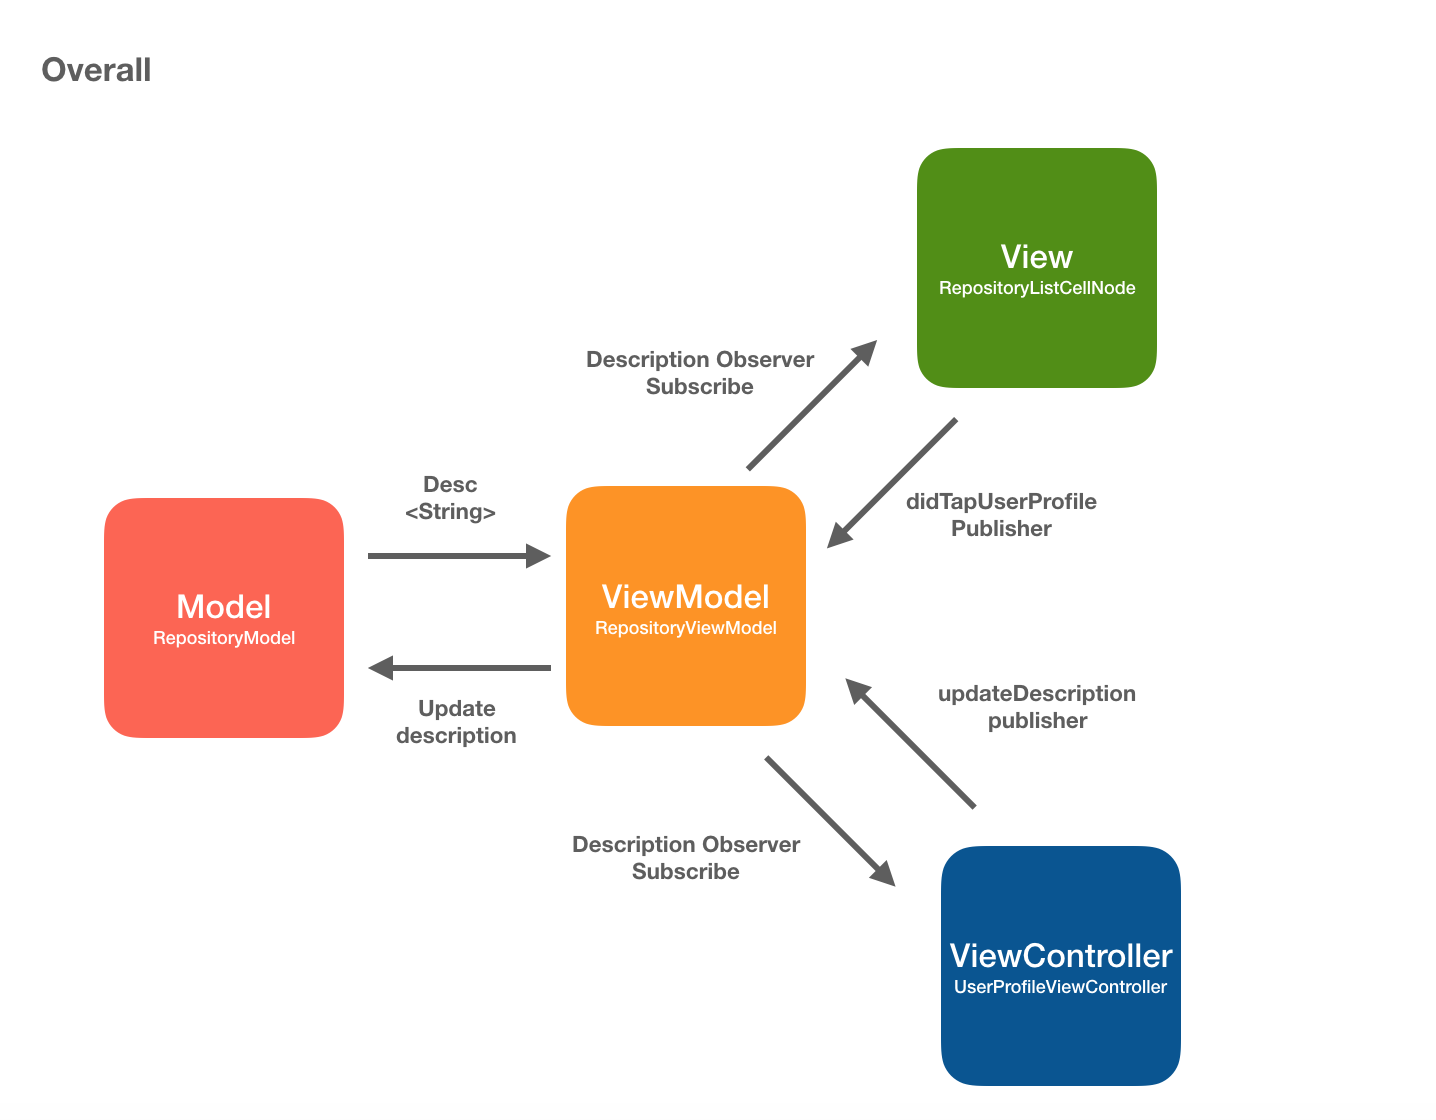 Overall
View
RepositoryListCellNode
Description Observer
Subscribe
didTapUserProfile
Publisher
Desc
<String>
Model
RepositoryModel
ViewModel
RepositoryViewModel
Update
description
updateDescription
publisher
Description Observer
Subscribe
ViewController
UserProfileViewController